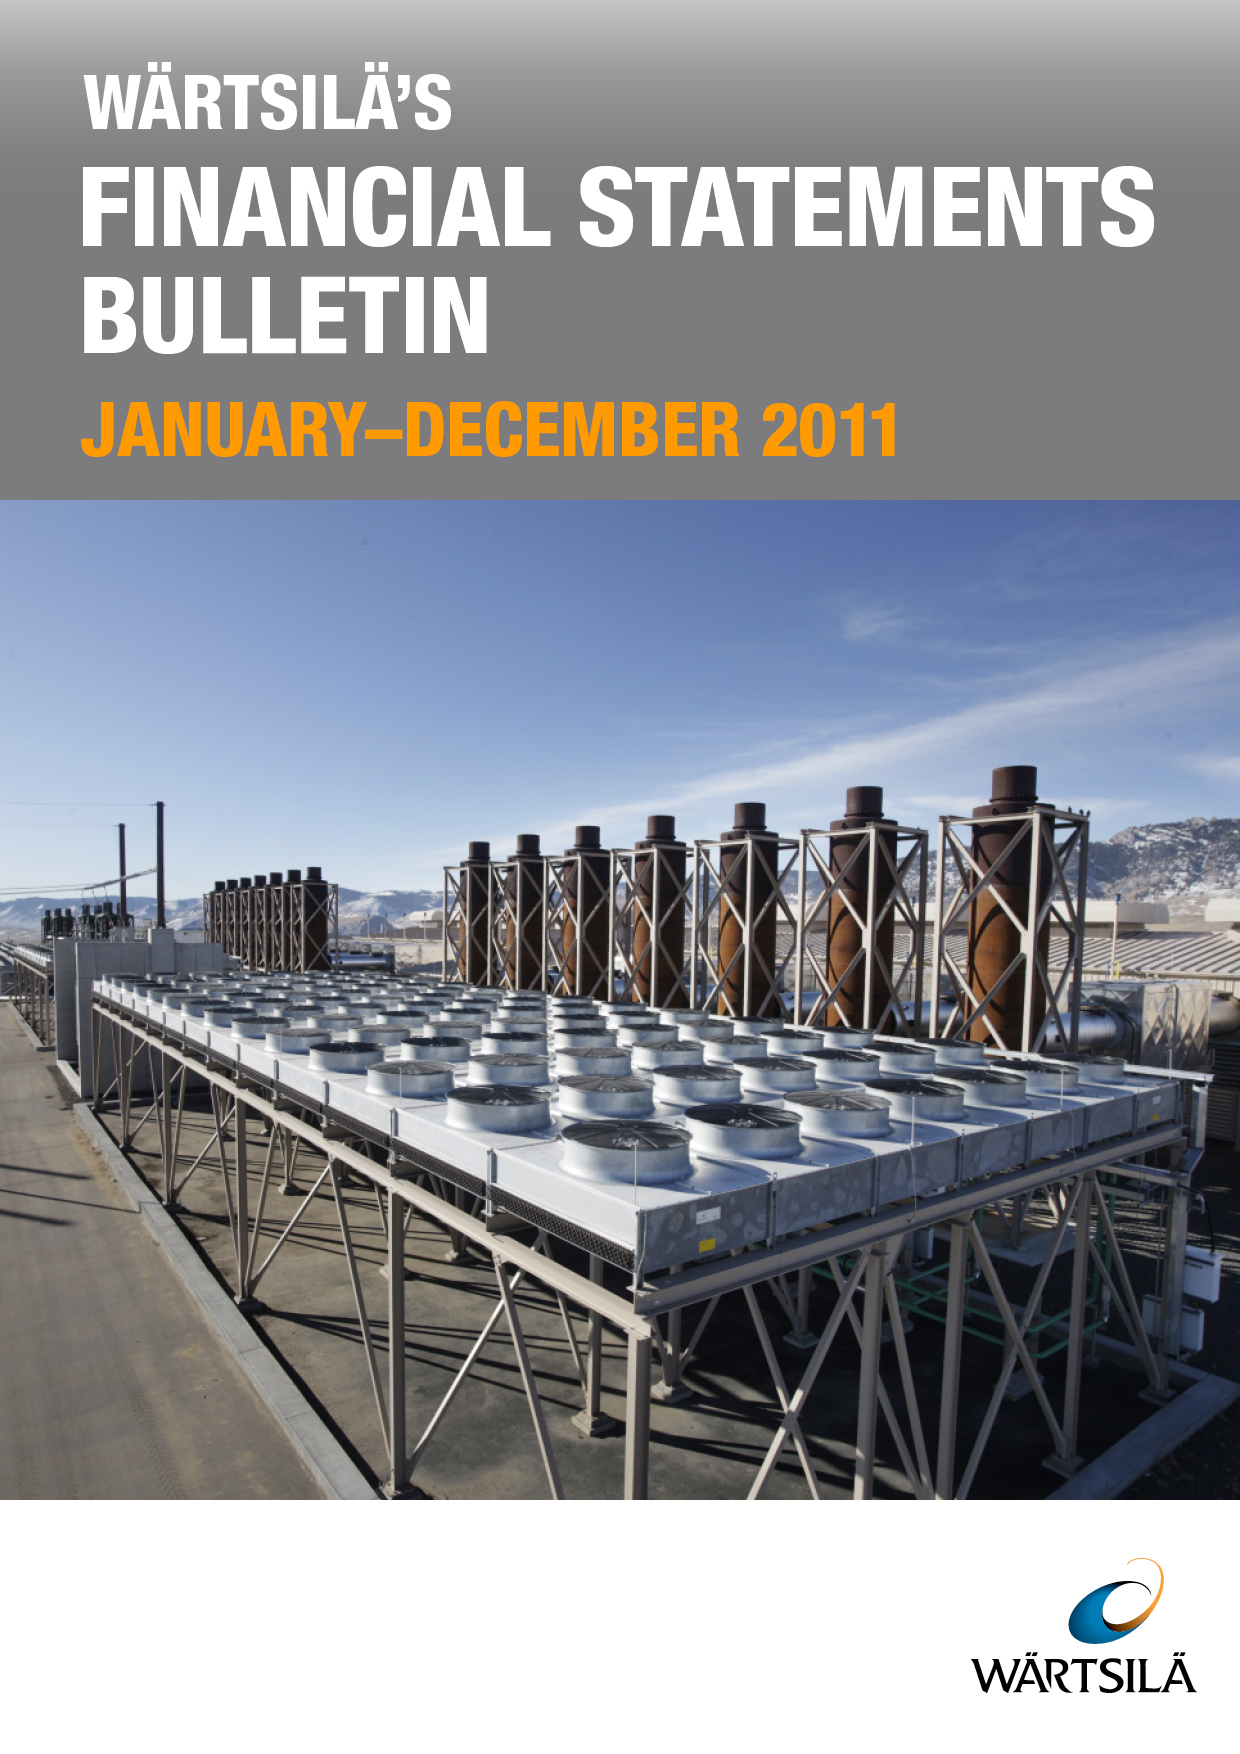 WÄRTSILÄ’S
FINANCIAL STATEMENTS
BULLETIN
JANUARY–DECEMBER 2011
WÄRTSILÄ